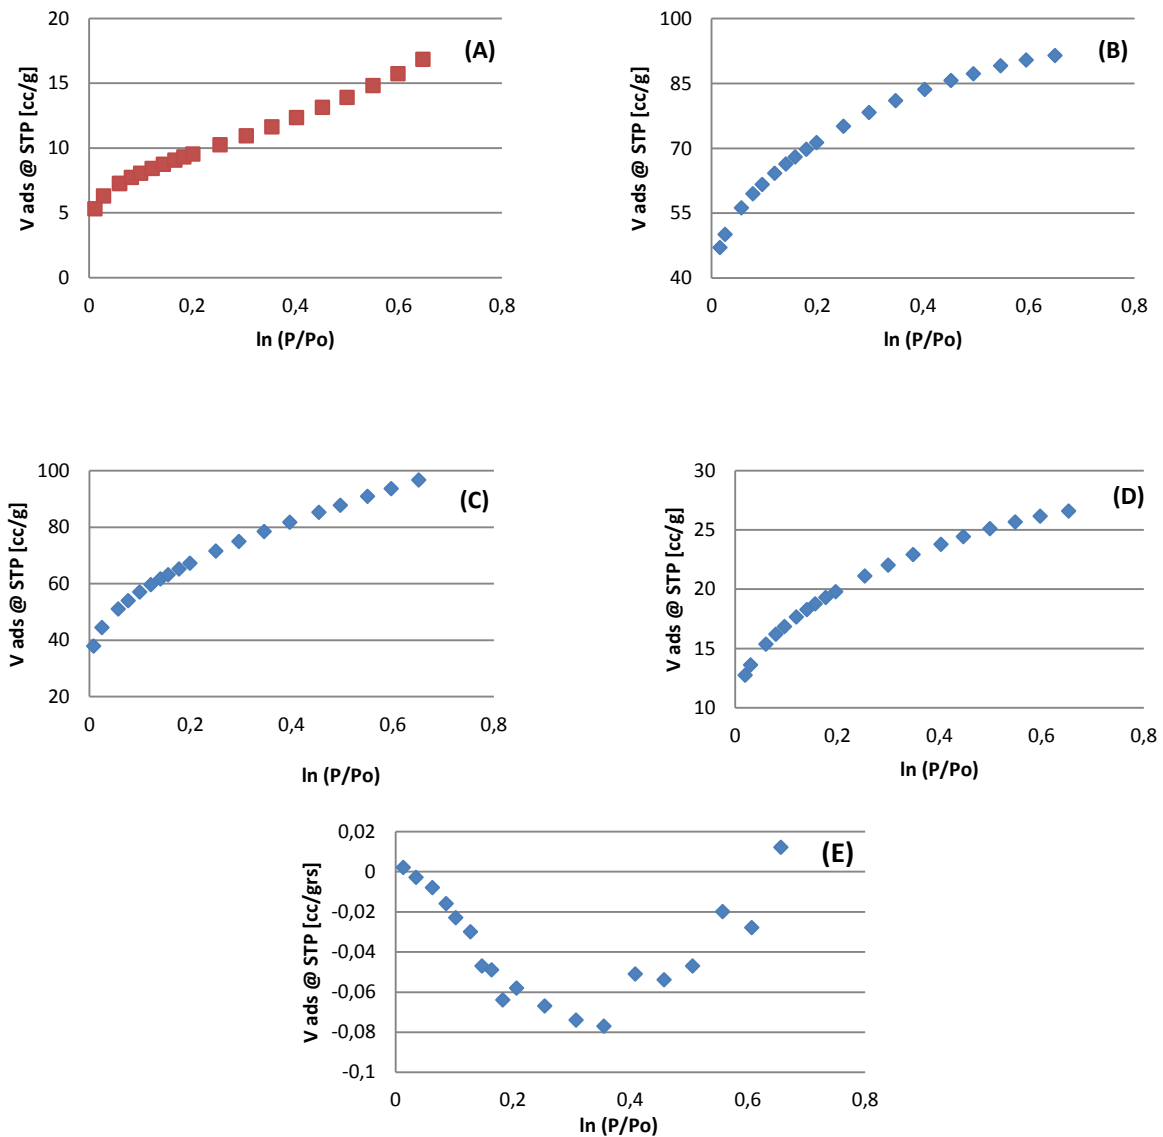 (A)
V ads @ STP [cc/g]
20
15
10
5
0
0 0,2 0,4 0,6 0,8
ln (P/Po)
(B)
V ads @ STP [cc/g]
100
85
70
55
40
0 0,2 0,4 0,6 0,8
ln (P/Po)
(C)
V ads @ STP [cc/g]
100
80
60
40
20
0 0,2 0,4 0,6 0,8
ln (P/Po)
(D)
V ads @ STP [cc/g]
30
25
20
15
10
0 0,2 0,4 0,6 0,8
ln (P/Po)
(E)
V ads @ STP [cc/grs]
0,02
0
-0,02
-0,04
-0,06
-0,08
-0,1
0 0,2 0,4 0,6 0,8
ln (P/Po)